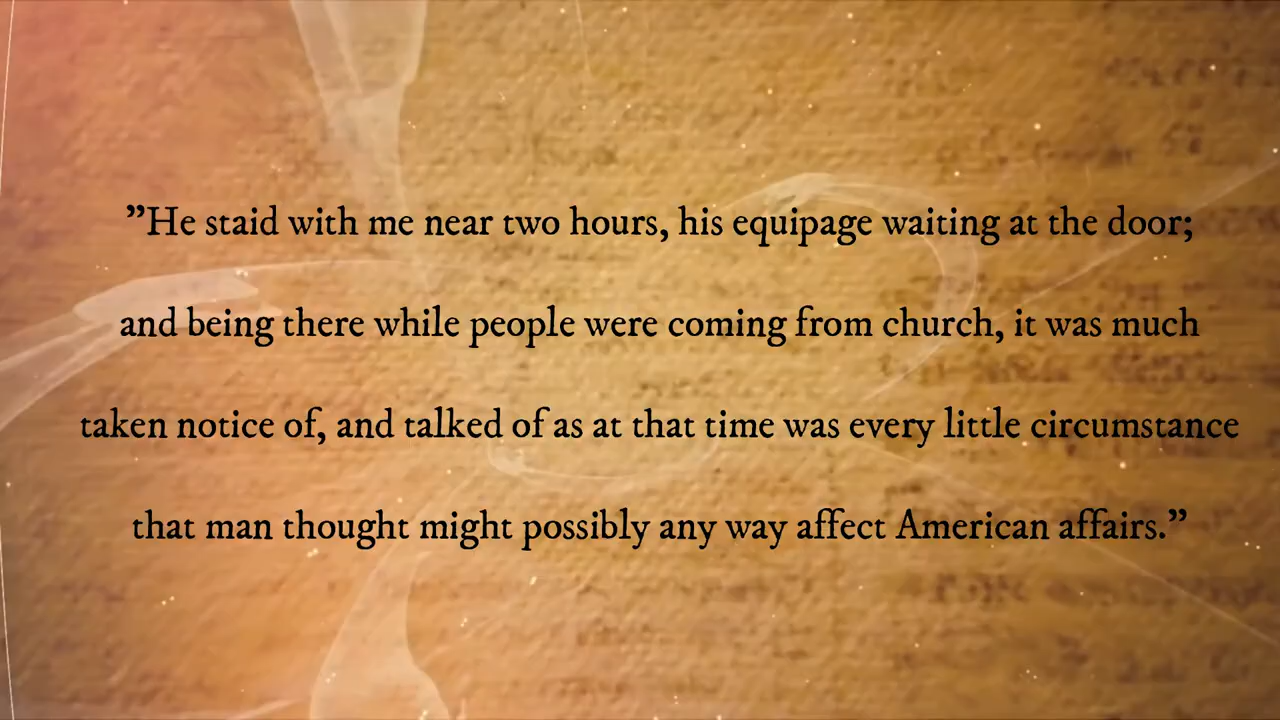 ”He staid with me near two hours, his equipage waiting at the door;
and being there while people were coming from church, it was much
taken notice of, and talked of as at that time was every little circumstance
that man thought might possibly any way affect American affairs.”